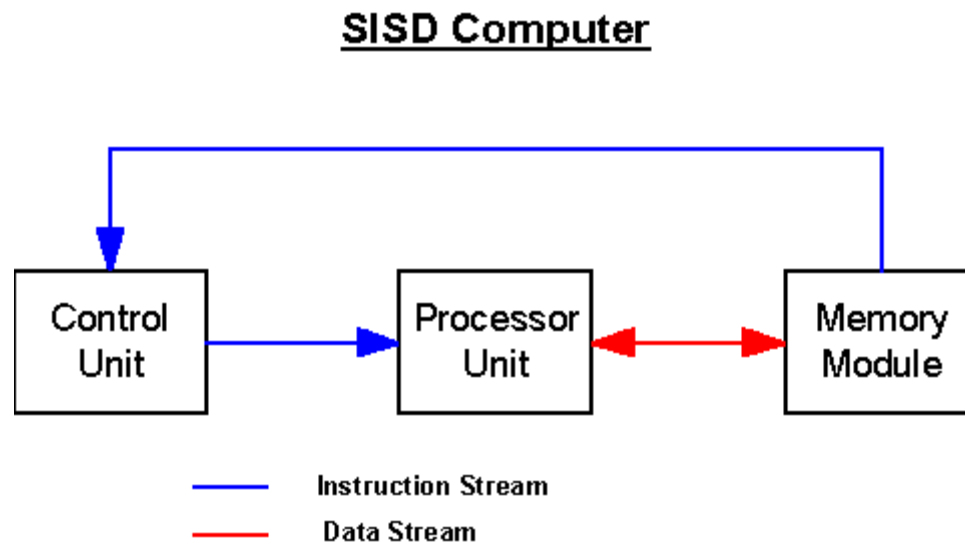 SISD Computer
Control
Unit
Processor
Unit
Memory
Module
Instruction Stream
Data Stream